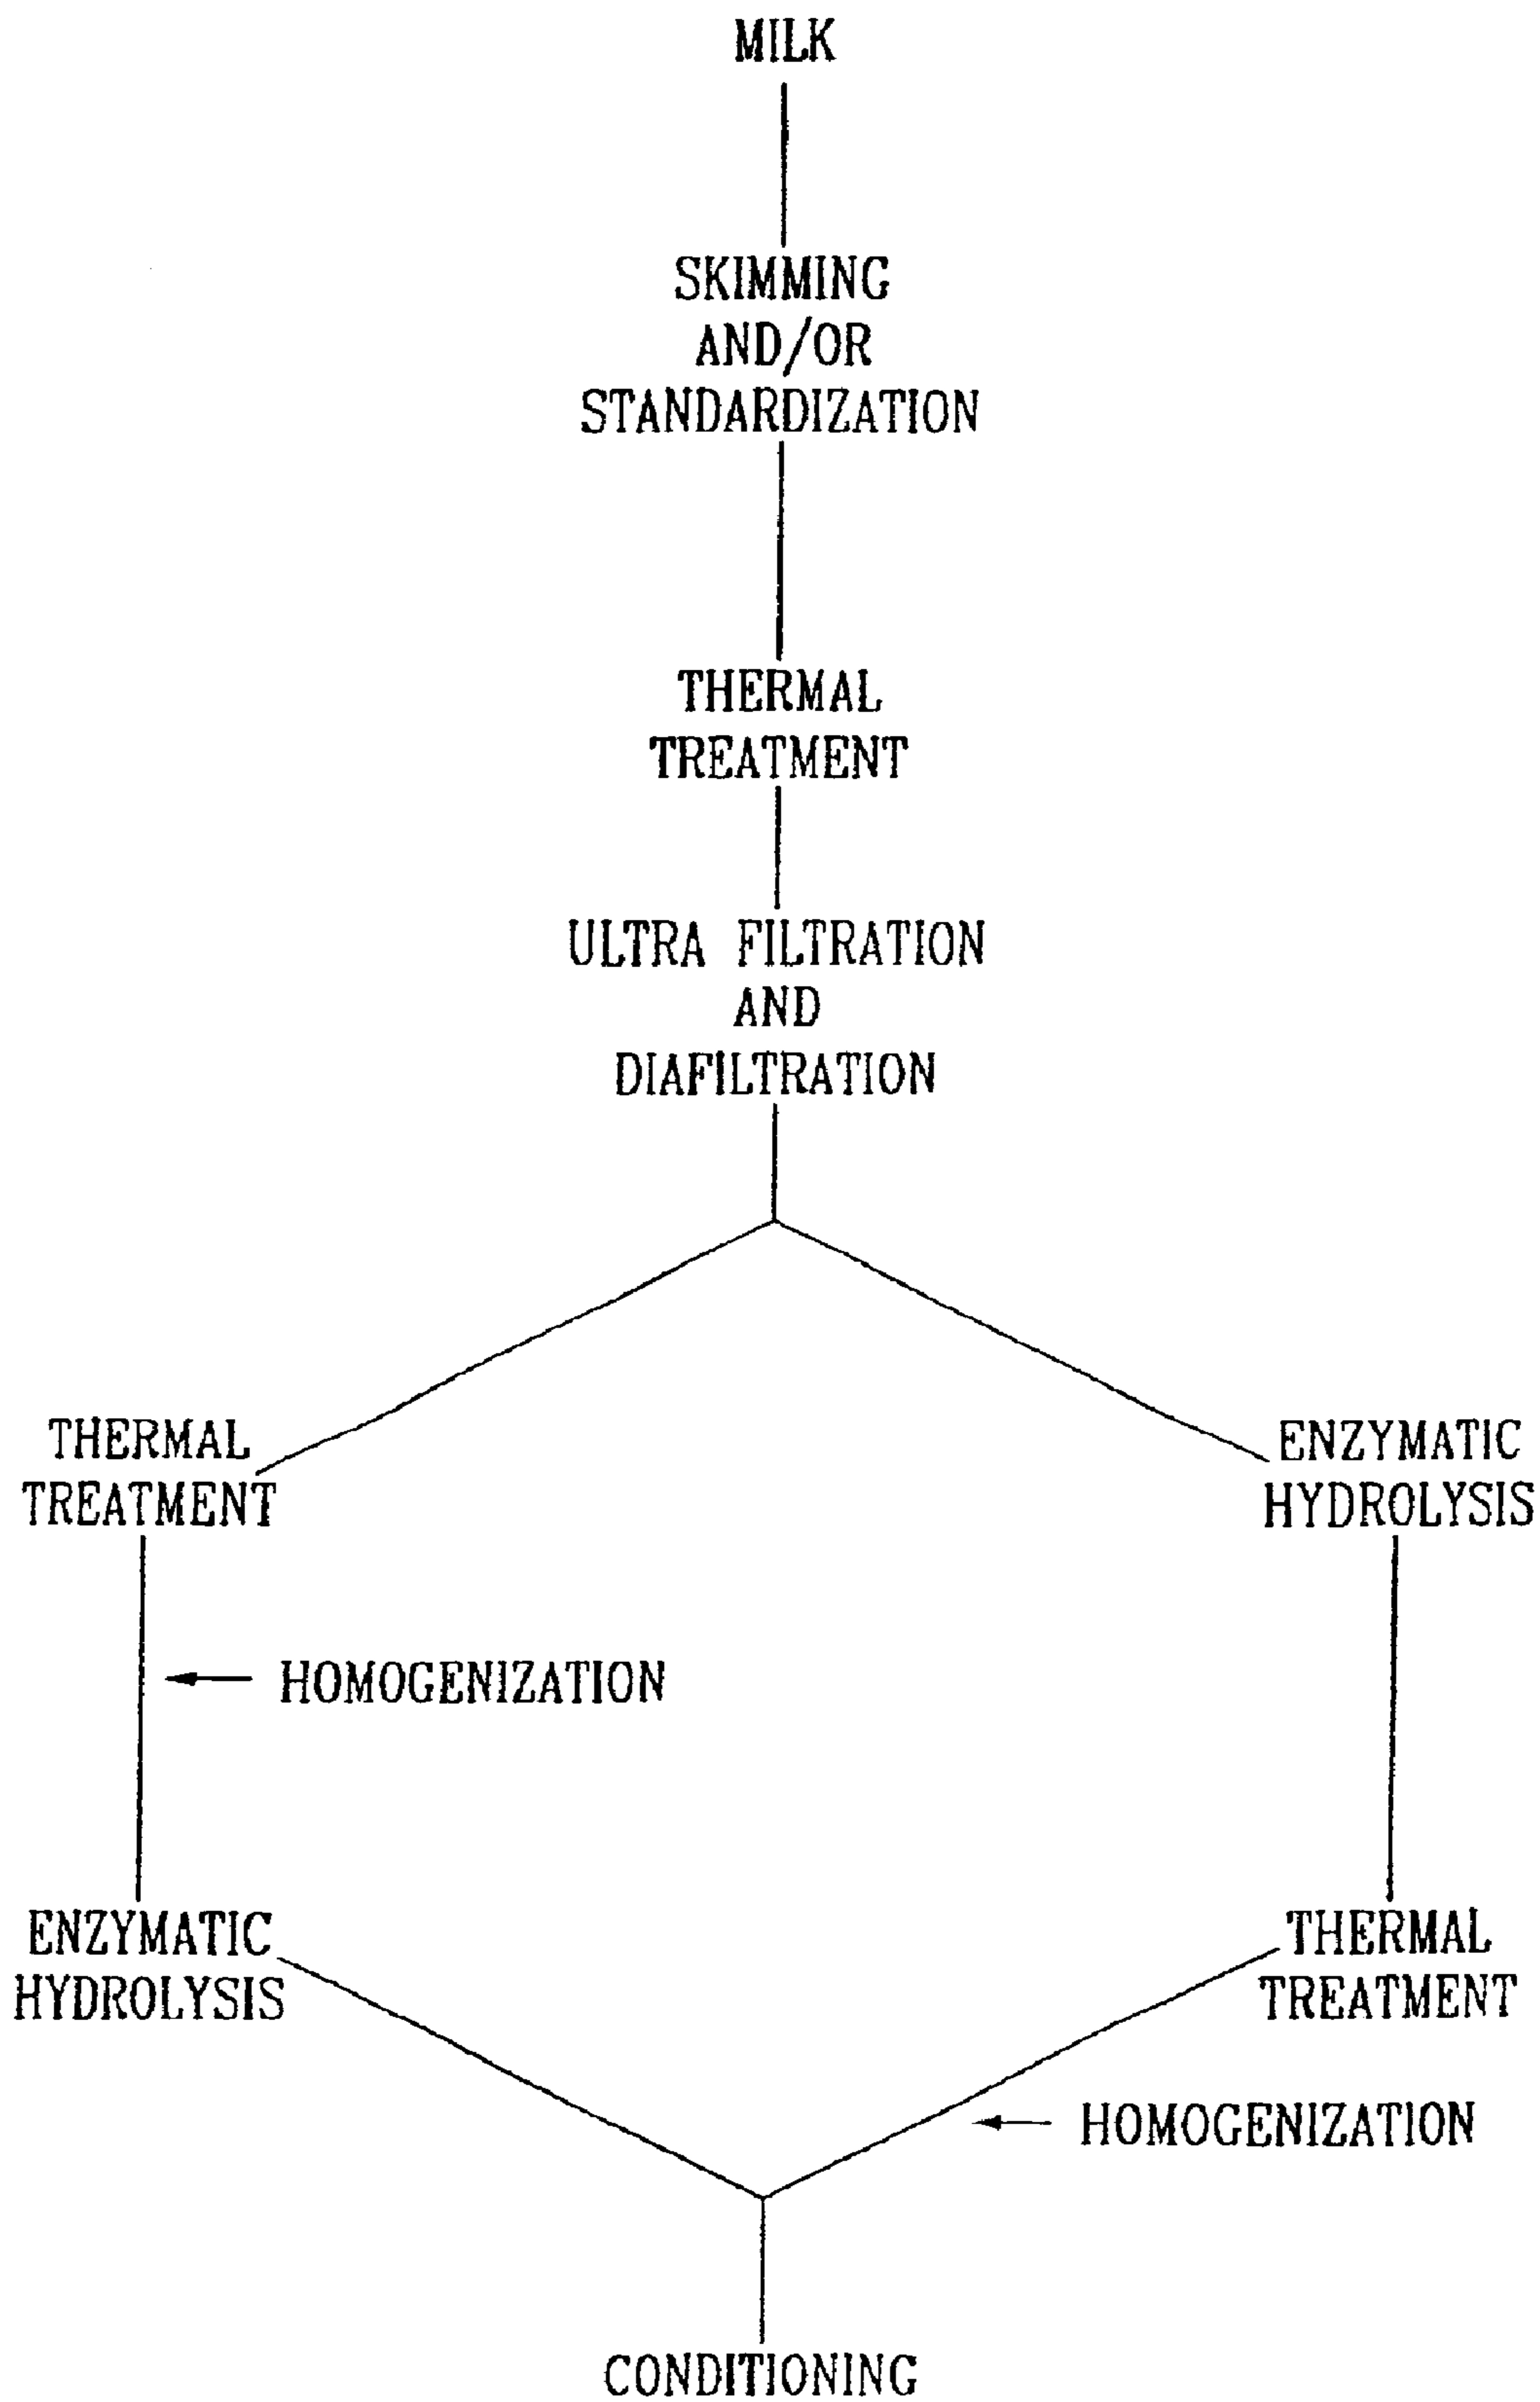 MILK
SKIMMING
AND/OR
STANDARDIZATION
THERMAL
TREATMENT
ULTRA FILTRATION
AND
DIAFILTRATION
THERMAL
TREATMENT
ENZYMATIC
HYDROLYSIS
HOMOGENIZATION
ENZYMATIC
HYDROLYSIS
THERMAL
TREATMENT
HOMOGENIZATION
CONDITIONING